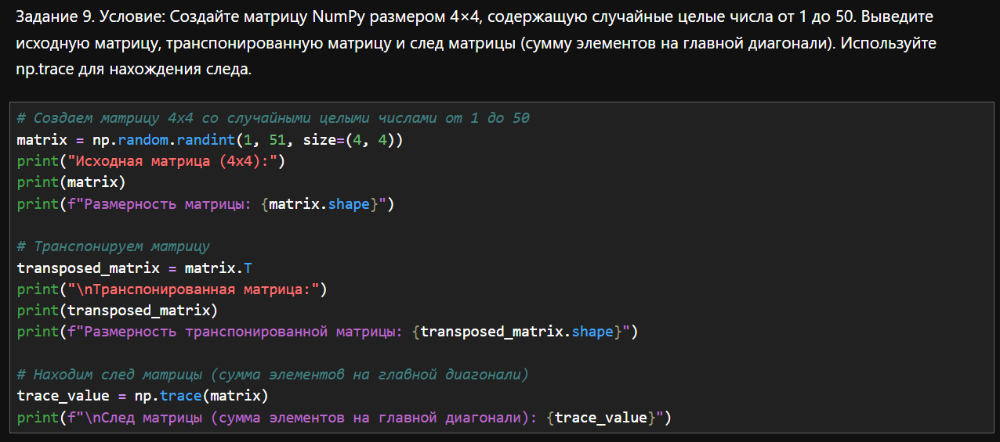 Задание 9. Условие: Создайте матрицу NumPy размером 4×4, содержащую случайные целые числа от 1 до 50. Выведите
исходную матрицу, транспонированную матрицу и след матрицы (сумму элементов на главной диагонали). Используйте
np.trace для нахождения следа.
# Создаем матрицу 4x4 со случайными целыми числами от 1 до 50
matrix = np.random.randint(1, 51, size=(4, 4))
print("Исходная матрица (4x4):")
print(matrix)
print(f"Размерность матрицы: {matrix.shape}")
# Транспонируем матрицу
transposed_matrix = matrix.T
print("\nТранспонированная матрица:")
print(transposed_matrix)
print(f"Размерность транспонированной матрицы: {transposed_matrix.shape}")
# Находим след матрицы (сумма элементов на главной диагонали)
trace_value = np.trace(matrix)
print(f"\nСлед матрицы (сумма элементов на главной диагонали): {trace_value}")